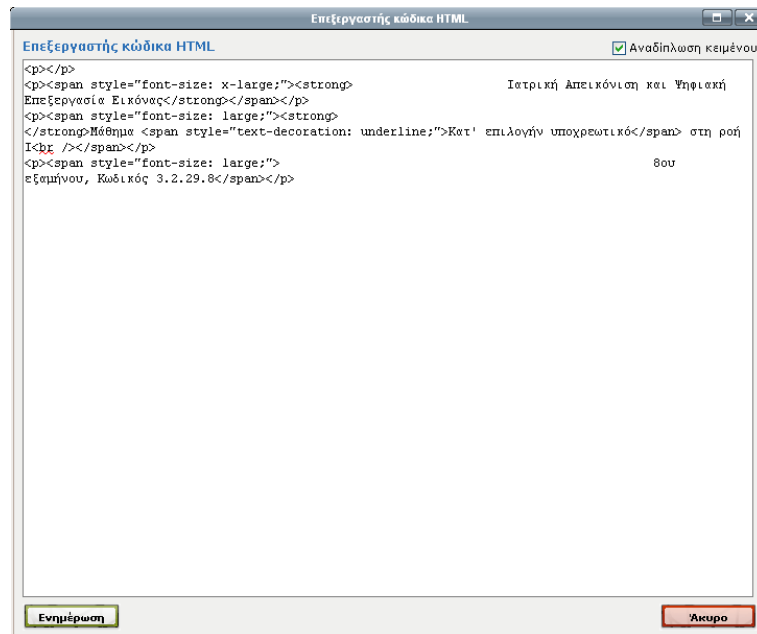 Επεξεργαστής κώδικα HTML
Επεξεργαστής κώδικα HTML
Αναδίπλωση κειμένου
<p></p>
<p><span style="font-size: x-large;"><strong> Ιατρική Απεικόνιση και Ψηφιακή
Επεξεργασία Εικόνας</strong></span></p>
<p><span style="font-size: large;"><strong>
</strong>Μάθημα <span style="text-decoration: underline;">Κατ' επιλογήν υποχρεωτικό</span> στη ροή
Ι<br /></span></p>
<p><span style="font-size: large;"> 8ου
εξαμήνου, Κωδικός 3.2.29.8</span></p>
Ενημέρωση
Άκυρο